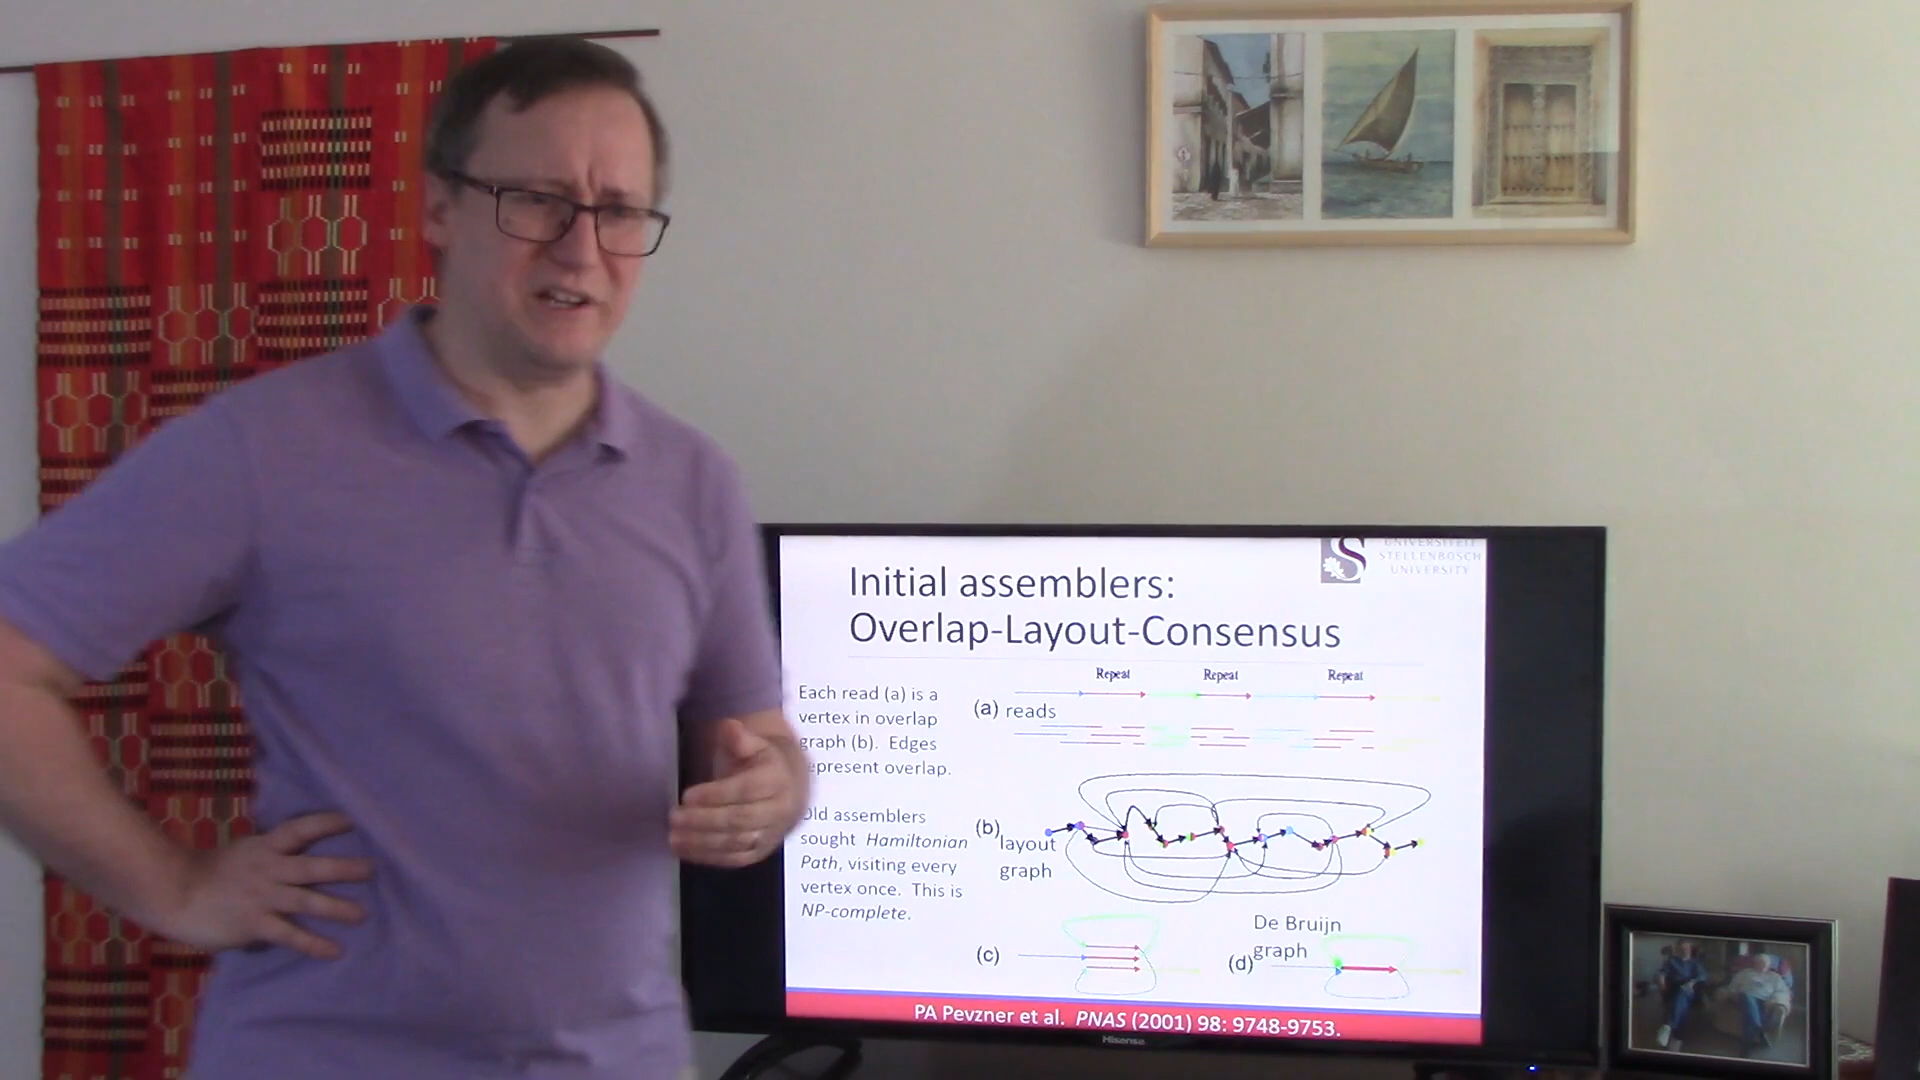 UNIVERSITEIT
STELLENBOSCH
UNIVERSITY
Initial assemblers:
Overlap-Layout-Consensus
Repeat Repeat Repeat
Each read (a) is a
vertex in overlap
graph (b). Edges
epresent overlap.
(a) reads
Old assemblers
sought Hamiltonian
Path, visiting every
vertex once. This is
NP-complete.
(b) layout
graph
(c)
De Bruijn
graph
(d)
PA Pevzner et al. PNAS (2001) 98: 9748-9753.
Hisense